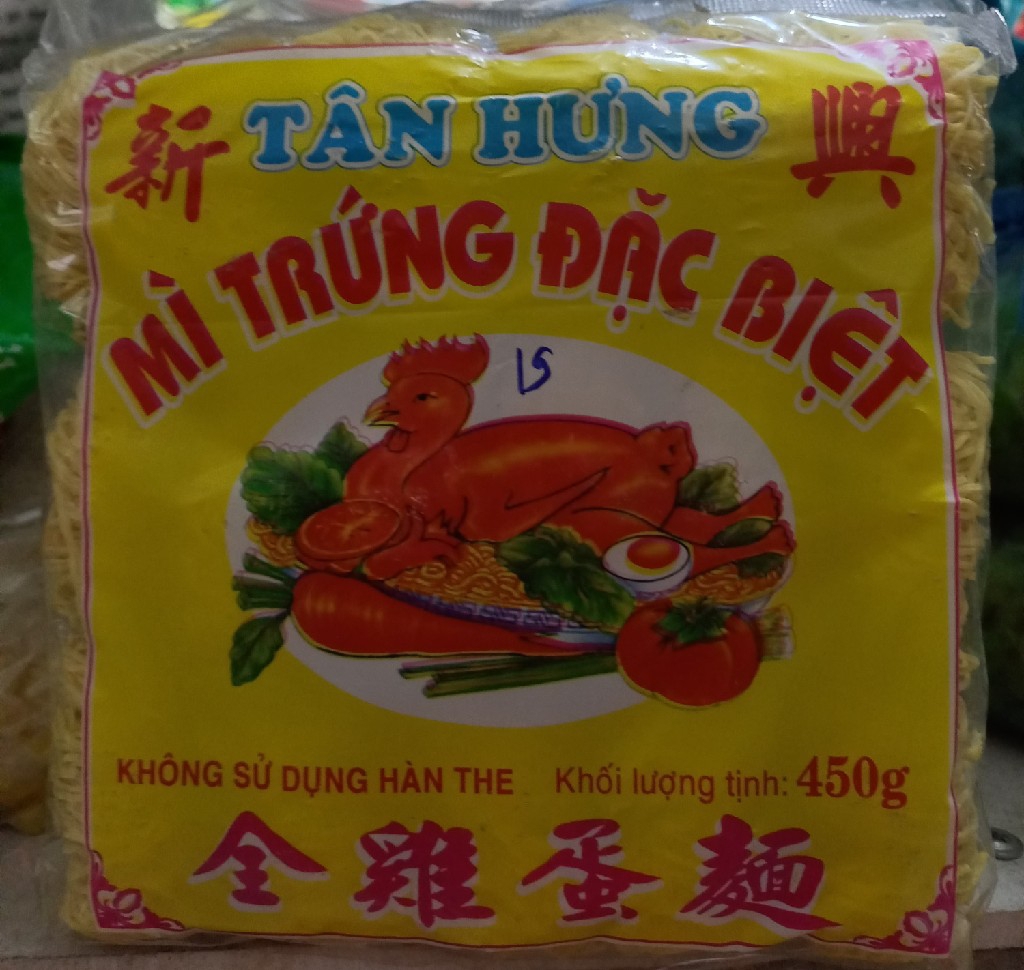 新 TÂN HƯNG 興
MÌ TRỨNG ĐẶC BIỆT
15
KHÔNG SỬ DỤNG HÀN THE Khối lượng tịnh: 450g
全雞蛋麵